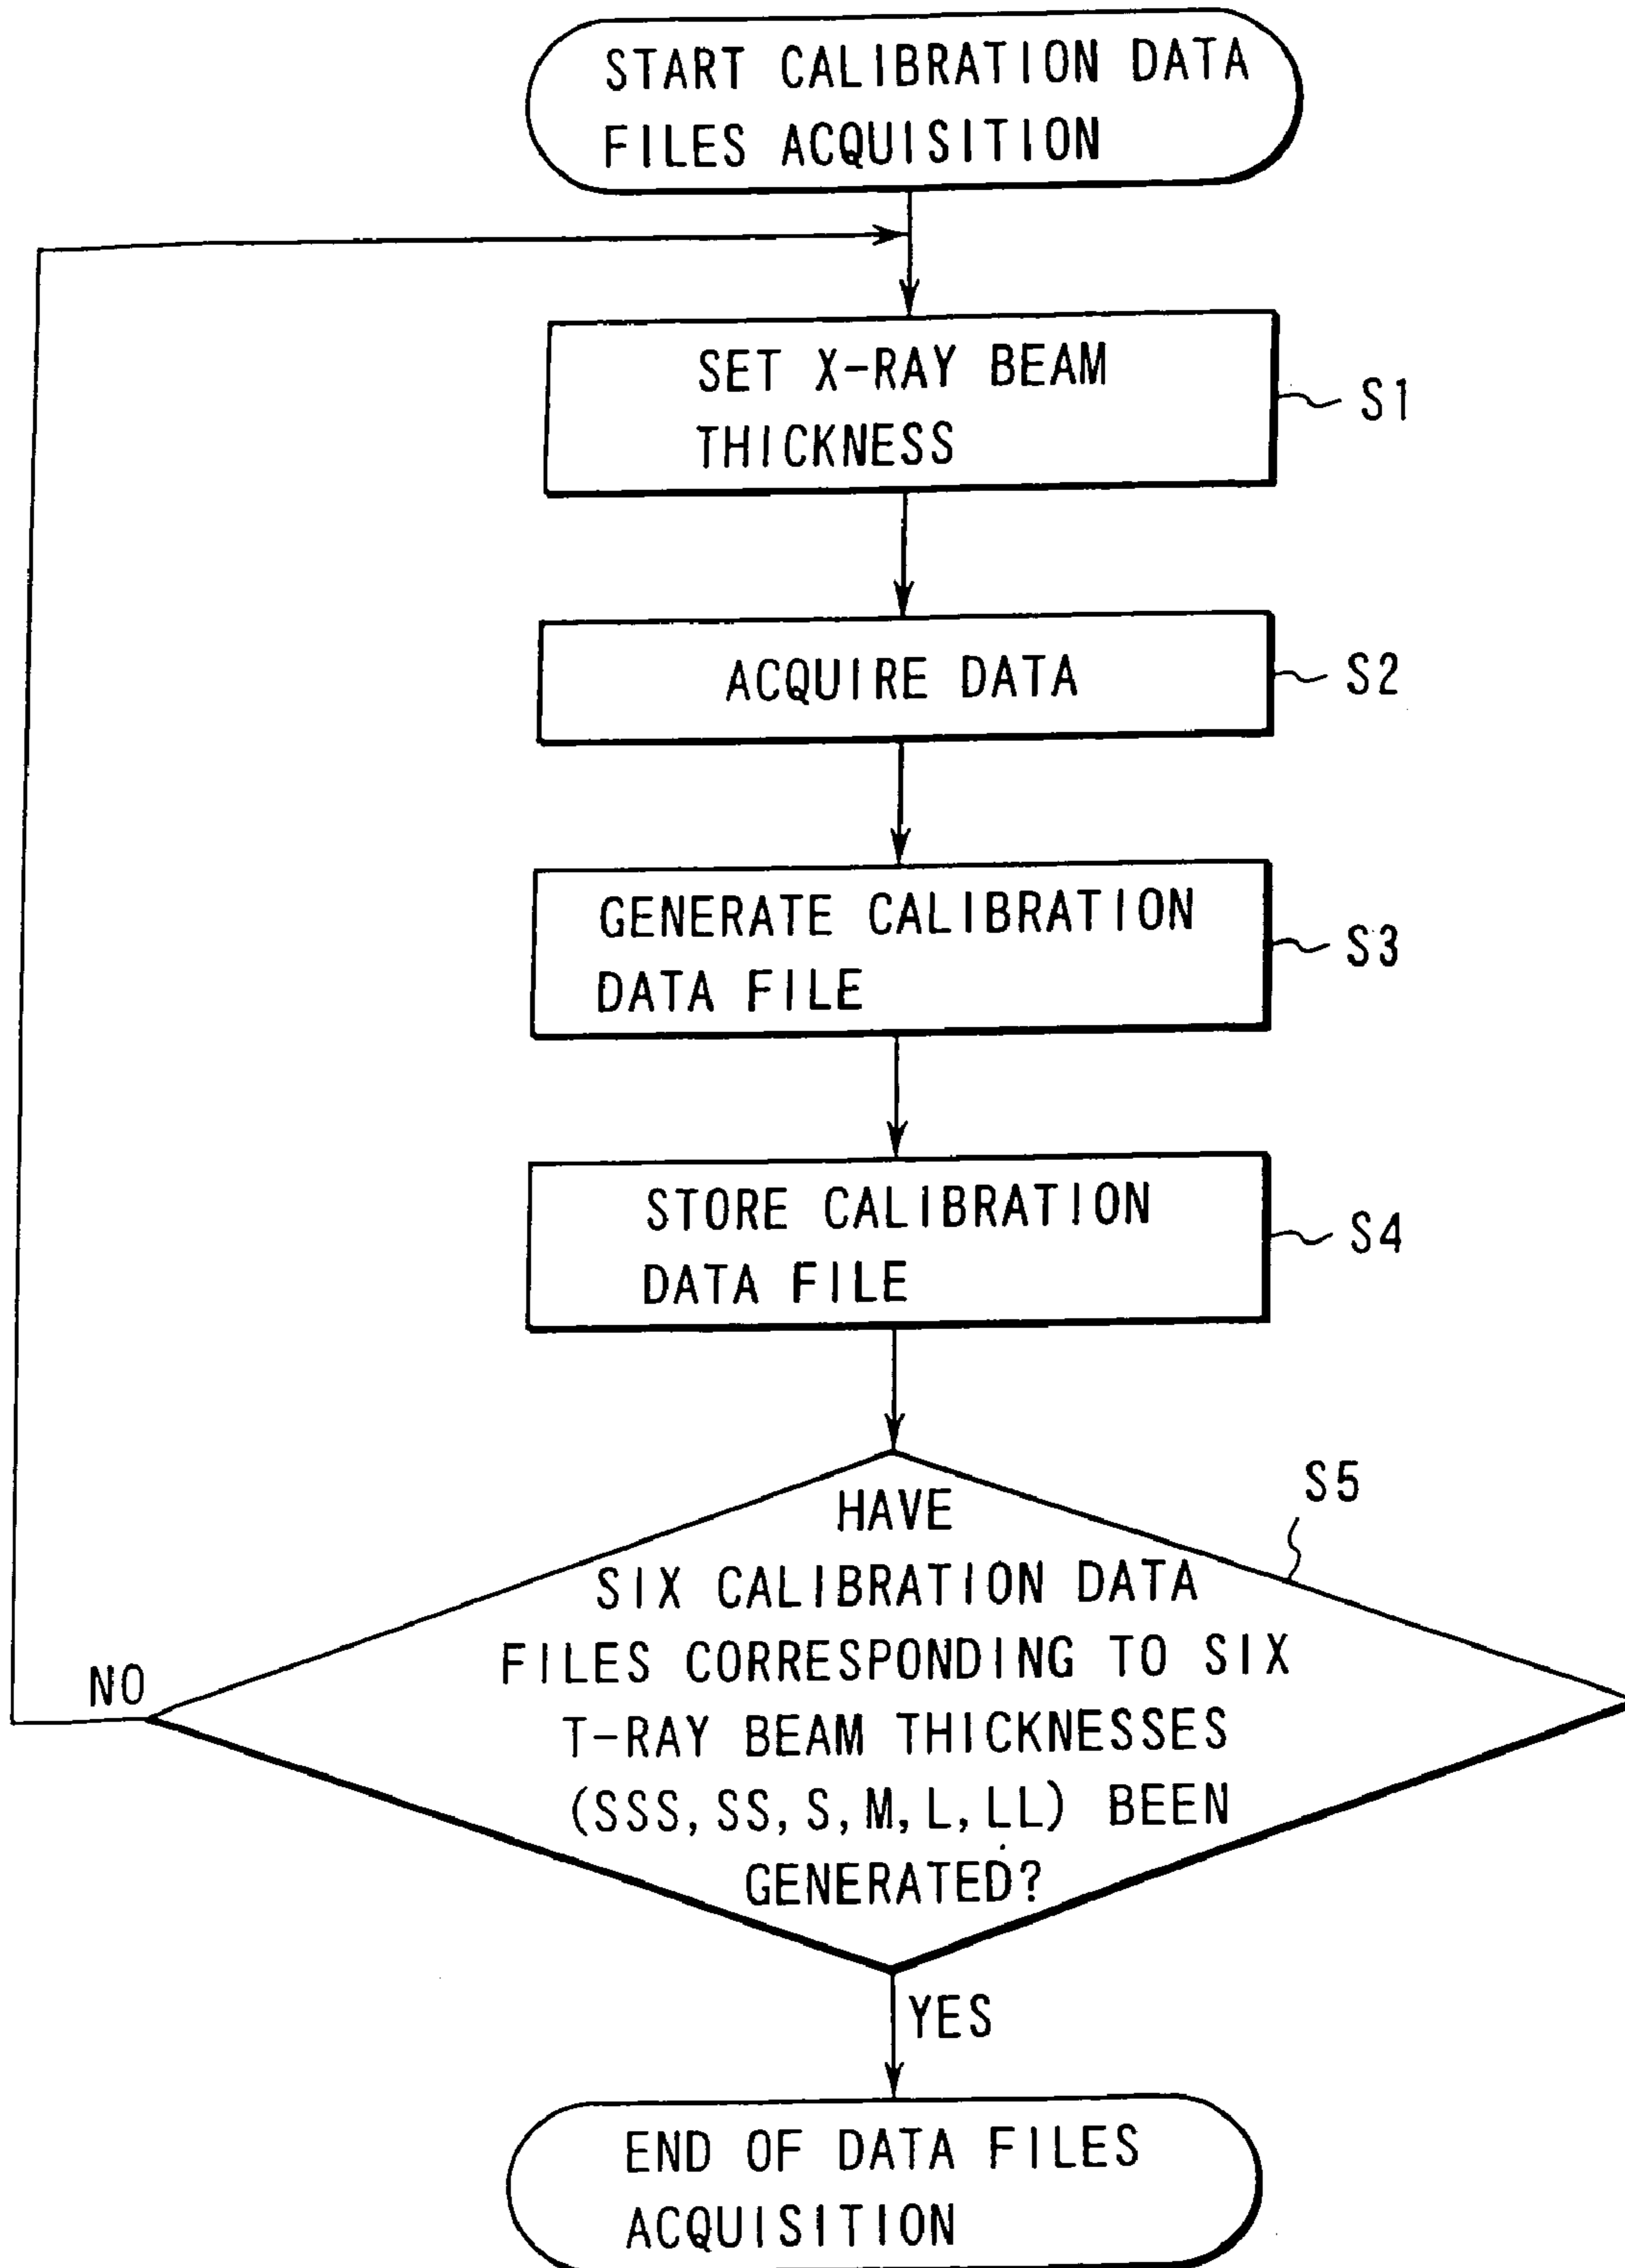 START CALIBRATION DATA
FILES ACQUISITION
SET X-RAY BEAM
THICKNESS
S1
ACQUIRE DATA
S2
GENERATE CALIBRATION
DATA FILE
S3
STORE CALIBRATION
DATA FILE
S4
S5
HAVE
SIX CALIBRATION DATA
FILES CORRESPONDING TO SIX
T-RAY BEAM THICKNESSES
(SSS, SS, S, M, L, LL) BEEN
GENERATED?
NO
YES
END OF DATA FILES
ACQUISITION